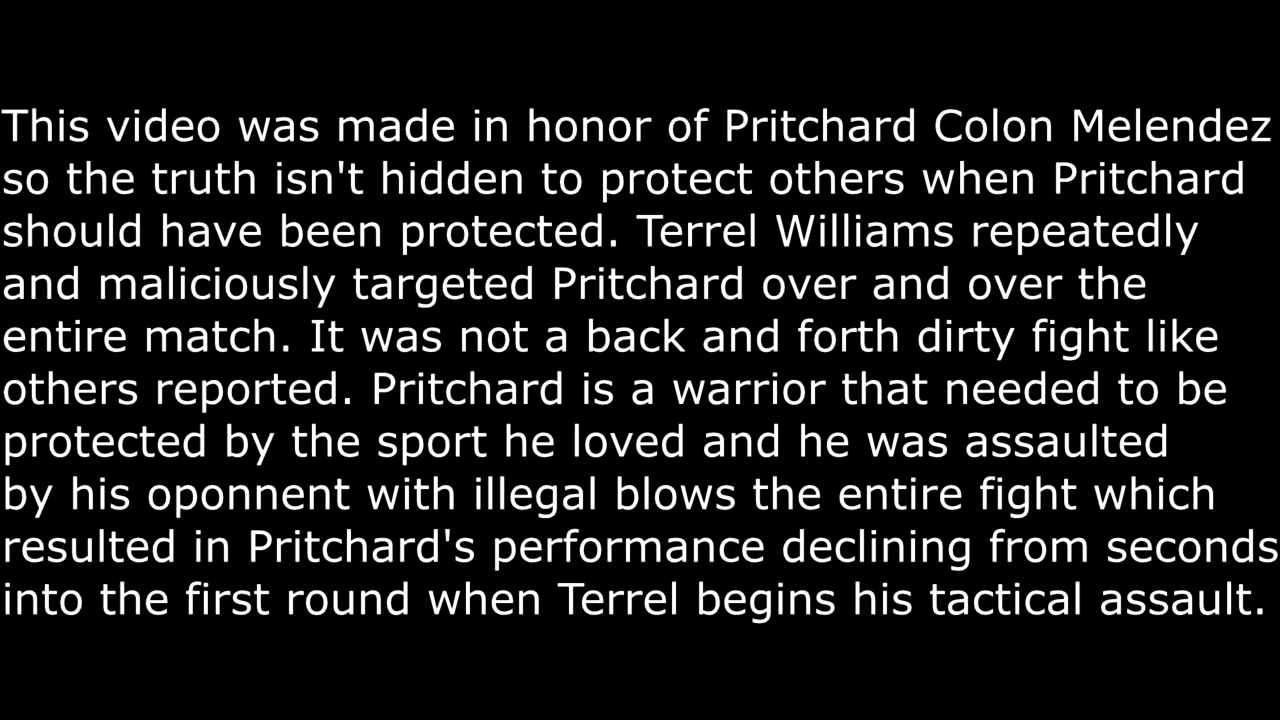 This video was made in honor of Pritchard Colon Melendez
so the truth isn't hidden to protect others when Pritchard
should have been protected. Terrel Williams repeatedly
and maliciously targeted Pritchard over and over the
entire match. It was not a back and forth dirty fight like
others reported. Pritchard is a warrior that needed to be
protected by the sport he loved and he was assaulted
by his oponnent with illegal blows the entire fight which
resulted in Pritchard's performance declining from seconds
into the first round when Terrel begins his tactical assault.